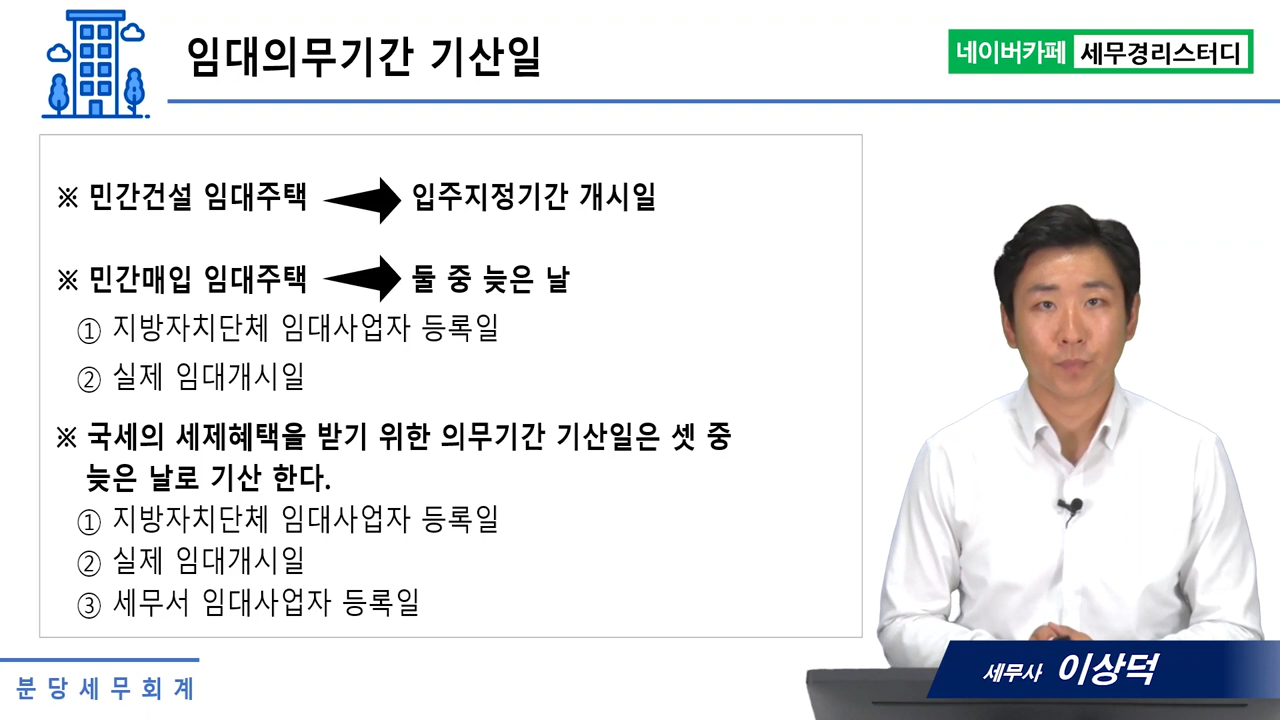 임대의무기간 기산일
네이버카페 세무경리스터디
※ 민간건설 임대주택 입주지정기간 개시일
※ 민간매입 임대주택 둘 중 늦은 날
① 지방자치단체 임대사업자 등록일
② 실제 임대개시일
※ 국세의 세제혜택을 받기 위한 의무기간 기산일은 셋 중
늦은 날로 기산 한다.
① 지방자치단체 임대사업자 등록일
② 실제 임대개시일
③ 세무서 임대사업자 등록일
세무사 이상덕
분당세무회계